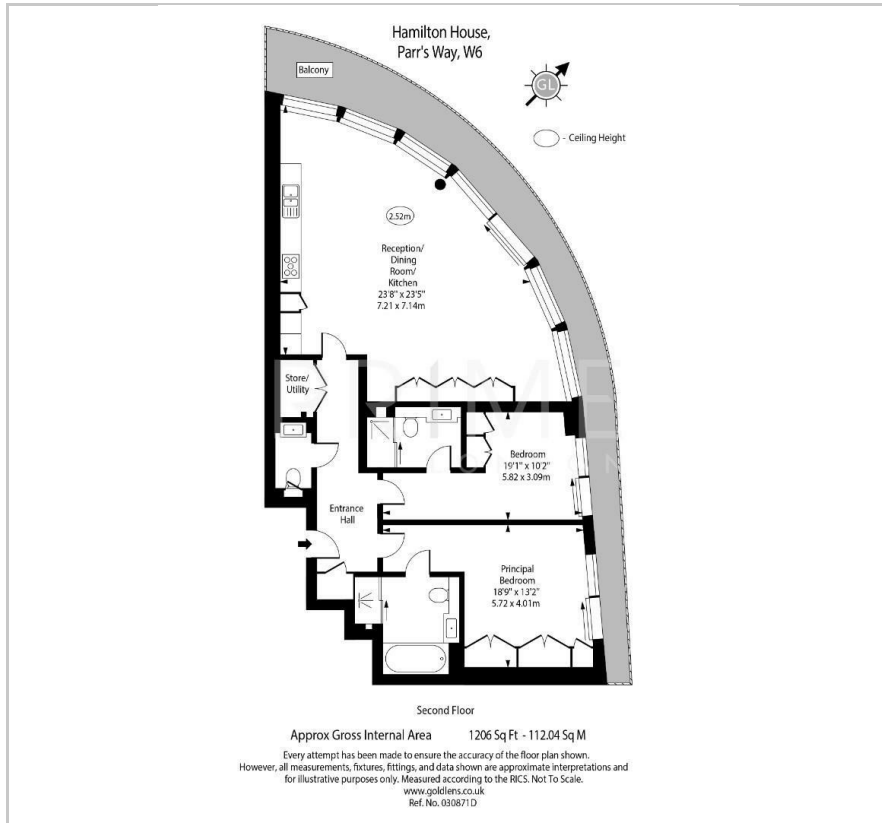 Hamilton House,
Parr's Way, W6
Balcony
GL
- Ceiling Height
2.52m
Reception/
Dining
Room/
Kitchen
23'8" x 23'5"
7.21 x 7.14m
Store/
Utility
PRIME
LONDON
Bedroom
19'1" x 10'2"
5.82 x 3.09m
Entrance
Hall
Principal
Bedroom
18'9" x 13'2"
5.72 x 4.01m
Second Floor
Approx Gross Internal Area 1206 Sq Ft - 112.04 Sq M
Every attempt has been made to ensure the accuracy of the floor plan shown.
However, all measurements, fixtures, fittings, and data shown are approximate interpretations and
for illustrative purposes only. Measured according to the RICS. Not To Scale.
www.goldlens.co.uk
Ref. No. 030871D